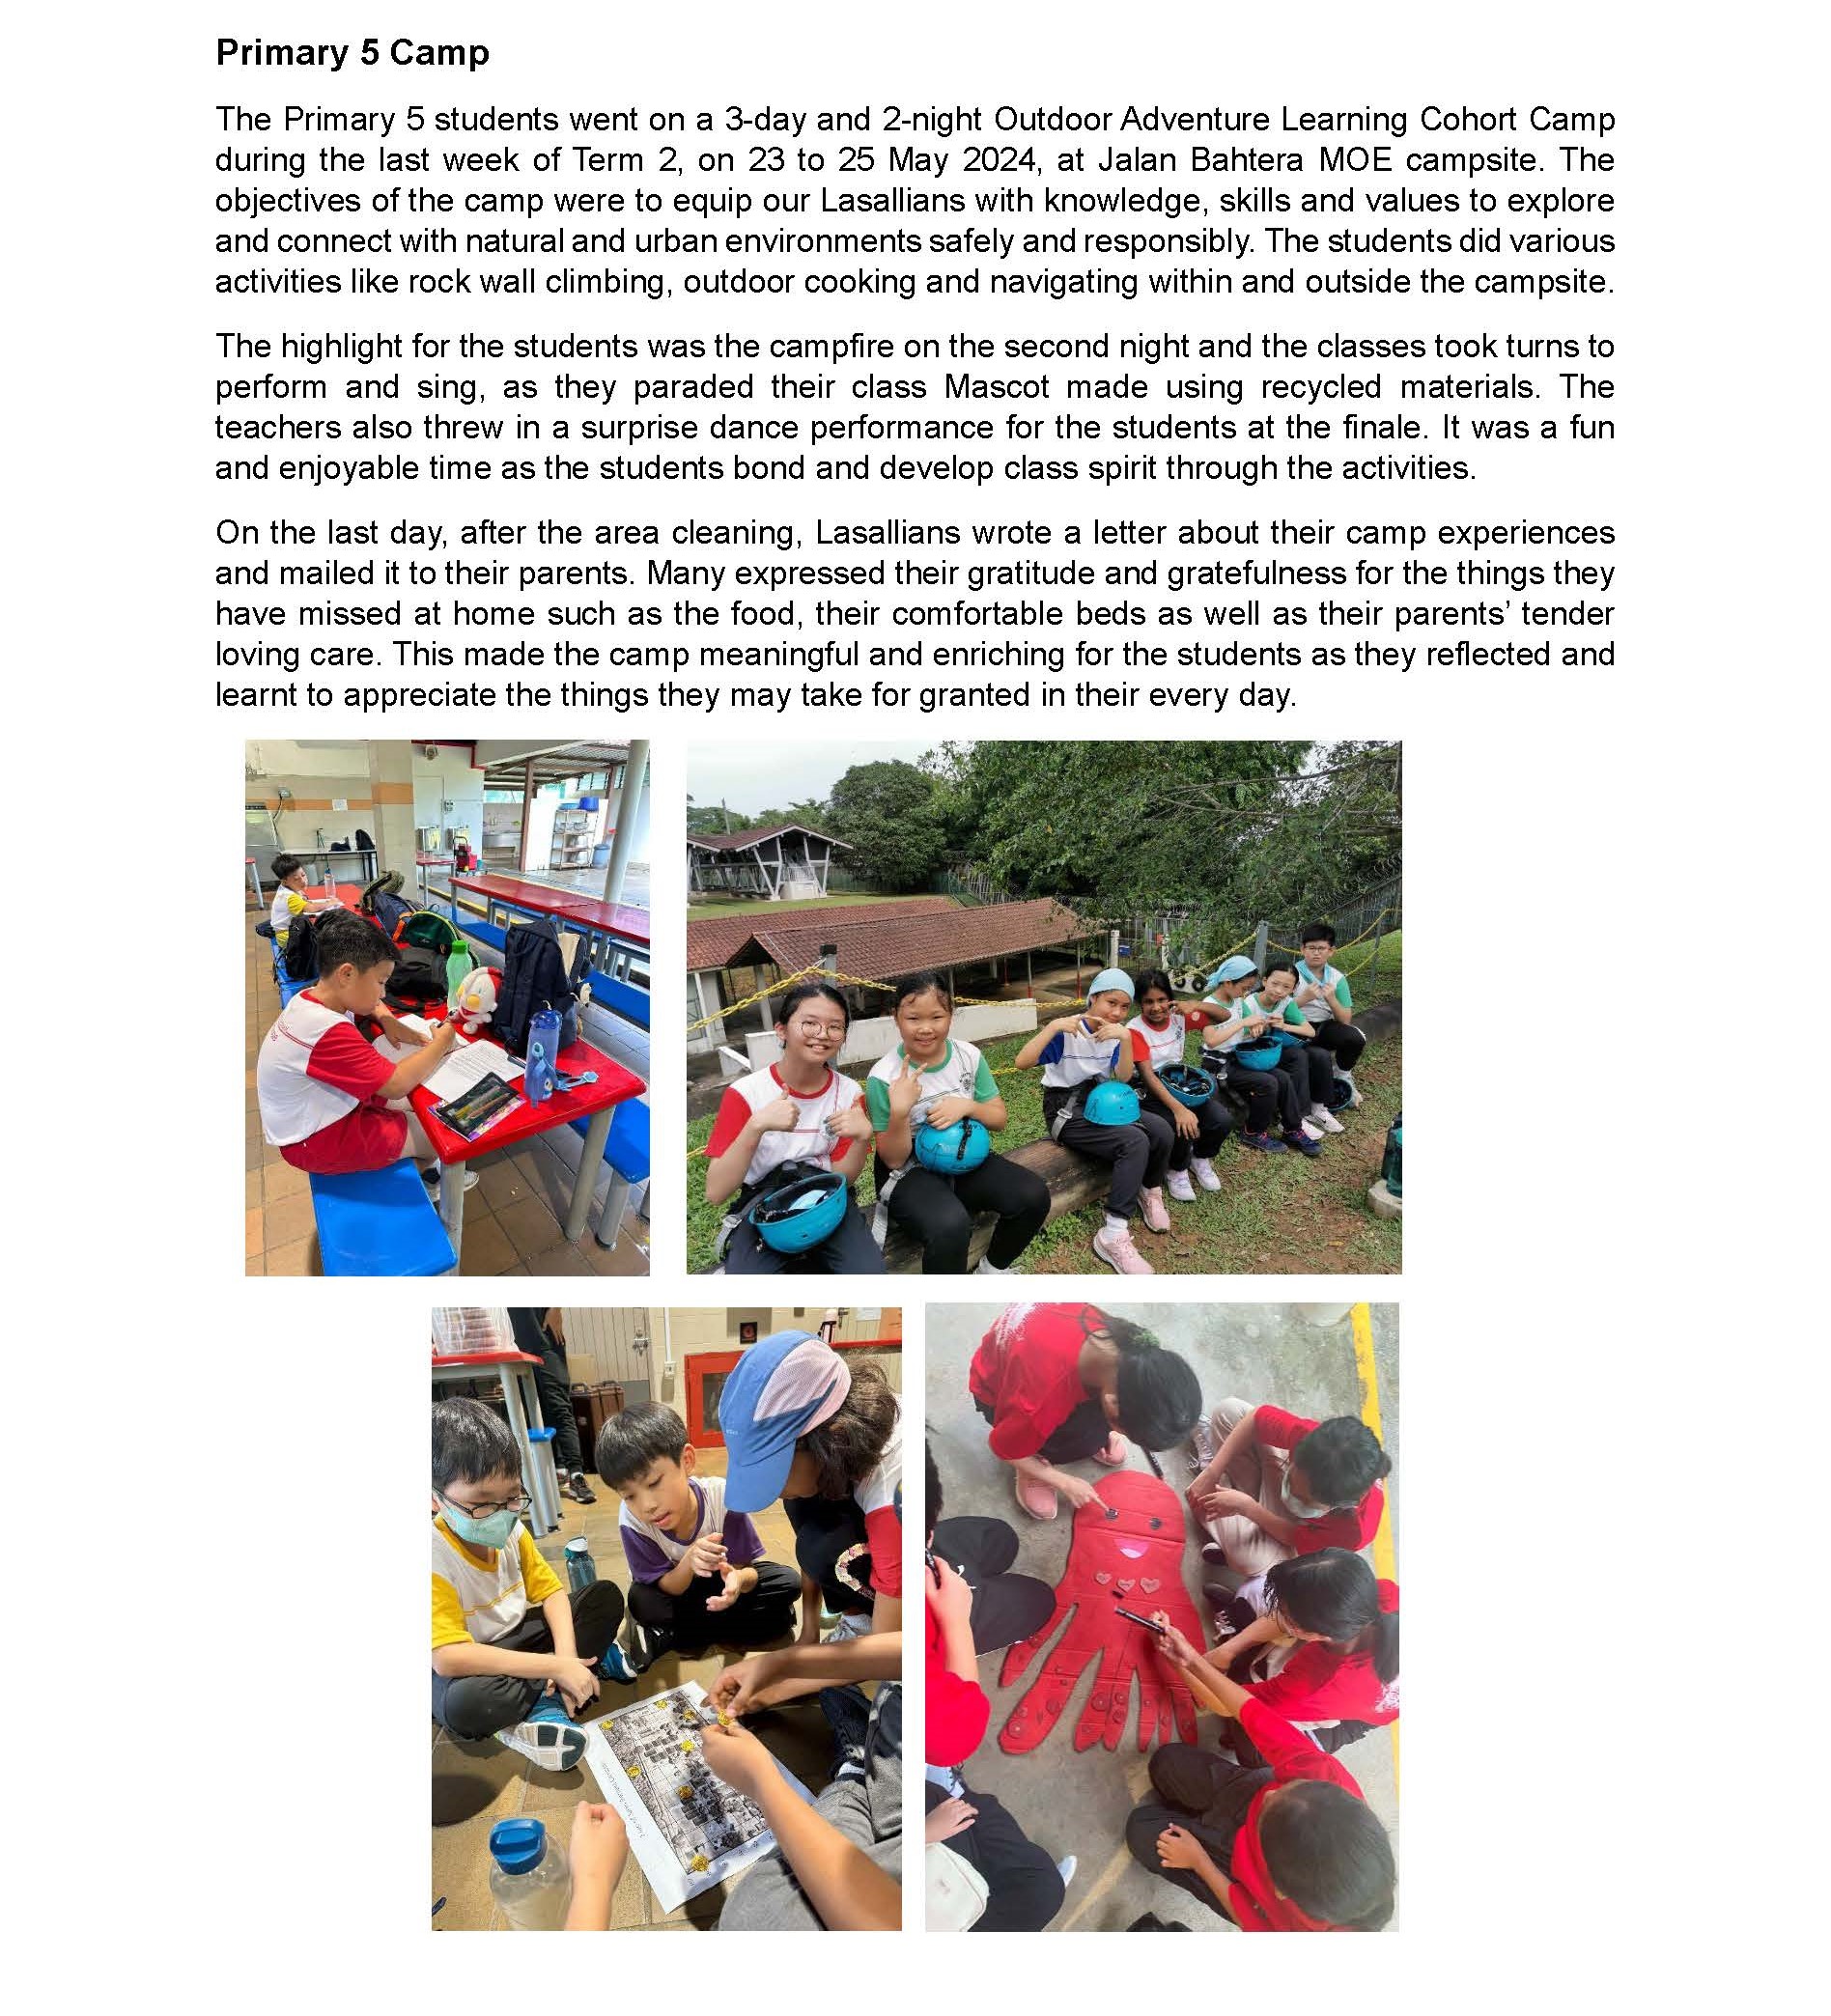 Primary 5 Camp
The Primary 5 students went on a 3-day and 2-night Outdoor Adventure Learning Cohort Camp
during the last week of Term 2, on 23 to 25 May 2024, at Jalan Bahtera MOE campsite. The
objectives of the camp were to equip our Lasallians with knowledge, skills and values to explore
and connect with natural and urban environments safely and responsibly. The students did various
activities like rock wall climbing, outdoor cooking and navigating within and outside the campsite.
The highlight for the students was the campfire on the second night and the classes took turns to
perform and sing, as they paraded their class Mascot made using recycled materials. The
teachers also threw in a surprise dance performance for the students at the finale. It was a fun
and enjoyable time as the students bond and develop class spirit through the activities.
On the last day, after the area cleaning, Lasallians wrote a letter about their camp experiences
and mailed it to their parents. Many expressed their gratitude and gratefulness for the things they
have missed at home such as the food, their comfortable beds as well as their parents’ tender
loving care. This made the camp meaningful and enriching for the students as they reflected and
learnt to appreciate the things they may take for granted in their every day.